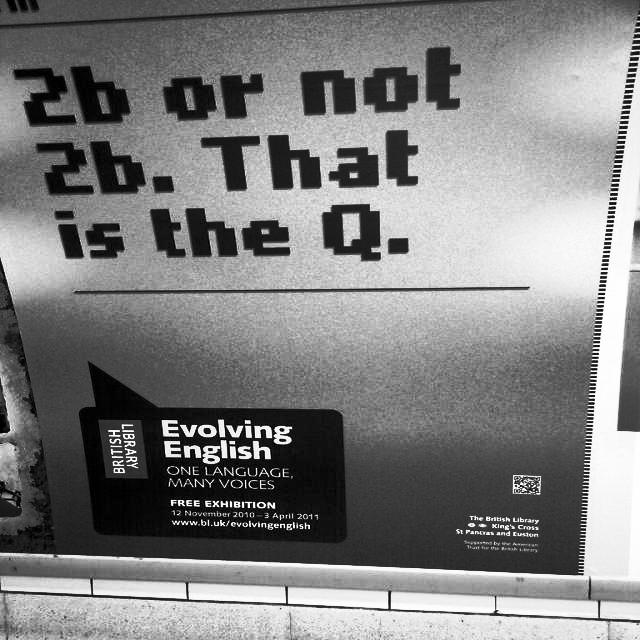 2b or not
2b. That
is the Q.
BRITISH
LIBRARY
Evolving
English
ONE LANGUAGE,
MANY VOICES
FREE EXHIBITION
12 November 2010 – 3 April 2011
www.bl.uk/evolvingenglish
The British Library
King's Cross
St Pancras and Euston
Supported by the American
Trust for the British Library